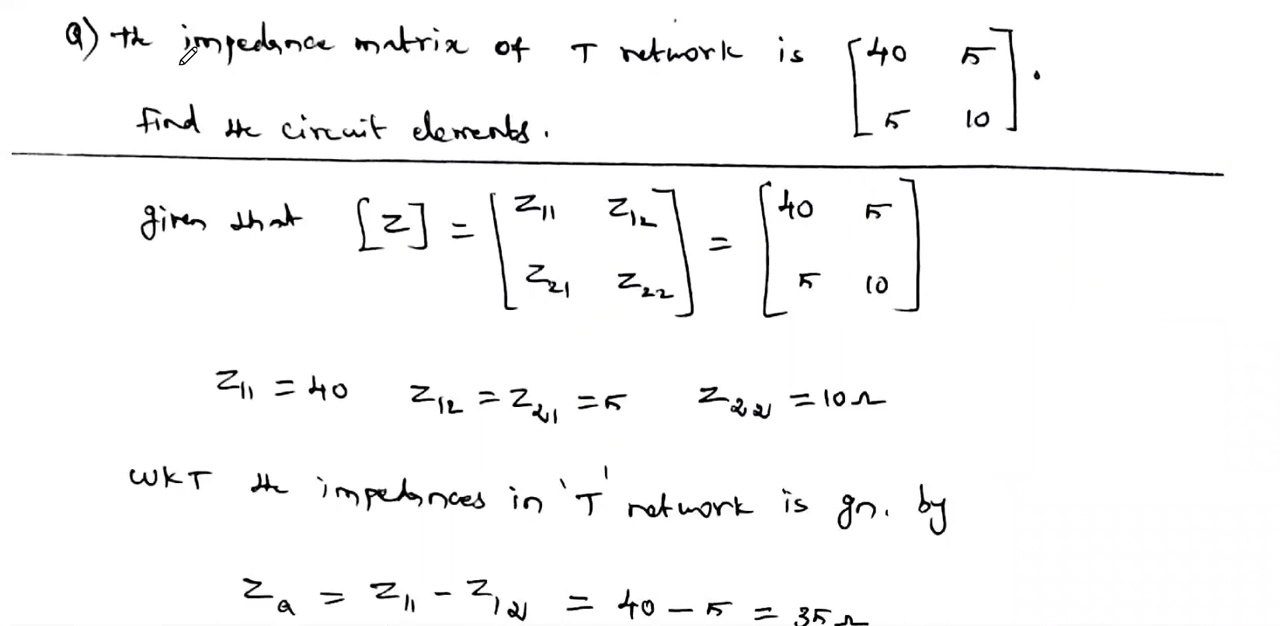 Q) the impedance matrix of T network is [40 5
5 10].
Find the circuit elements.
given that [Z] = [Z11 Z12
Z21 Z22] = [40 5
5 10]
Z11 = 40 Z12 = Z21 = 5 Z22 = 10Ω
WKT the impedances in 'T' network is gn. by
Za = Z11 - Z12 = 40 - 5 = 35Ω